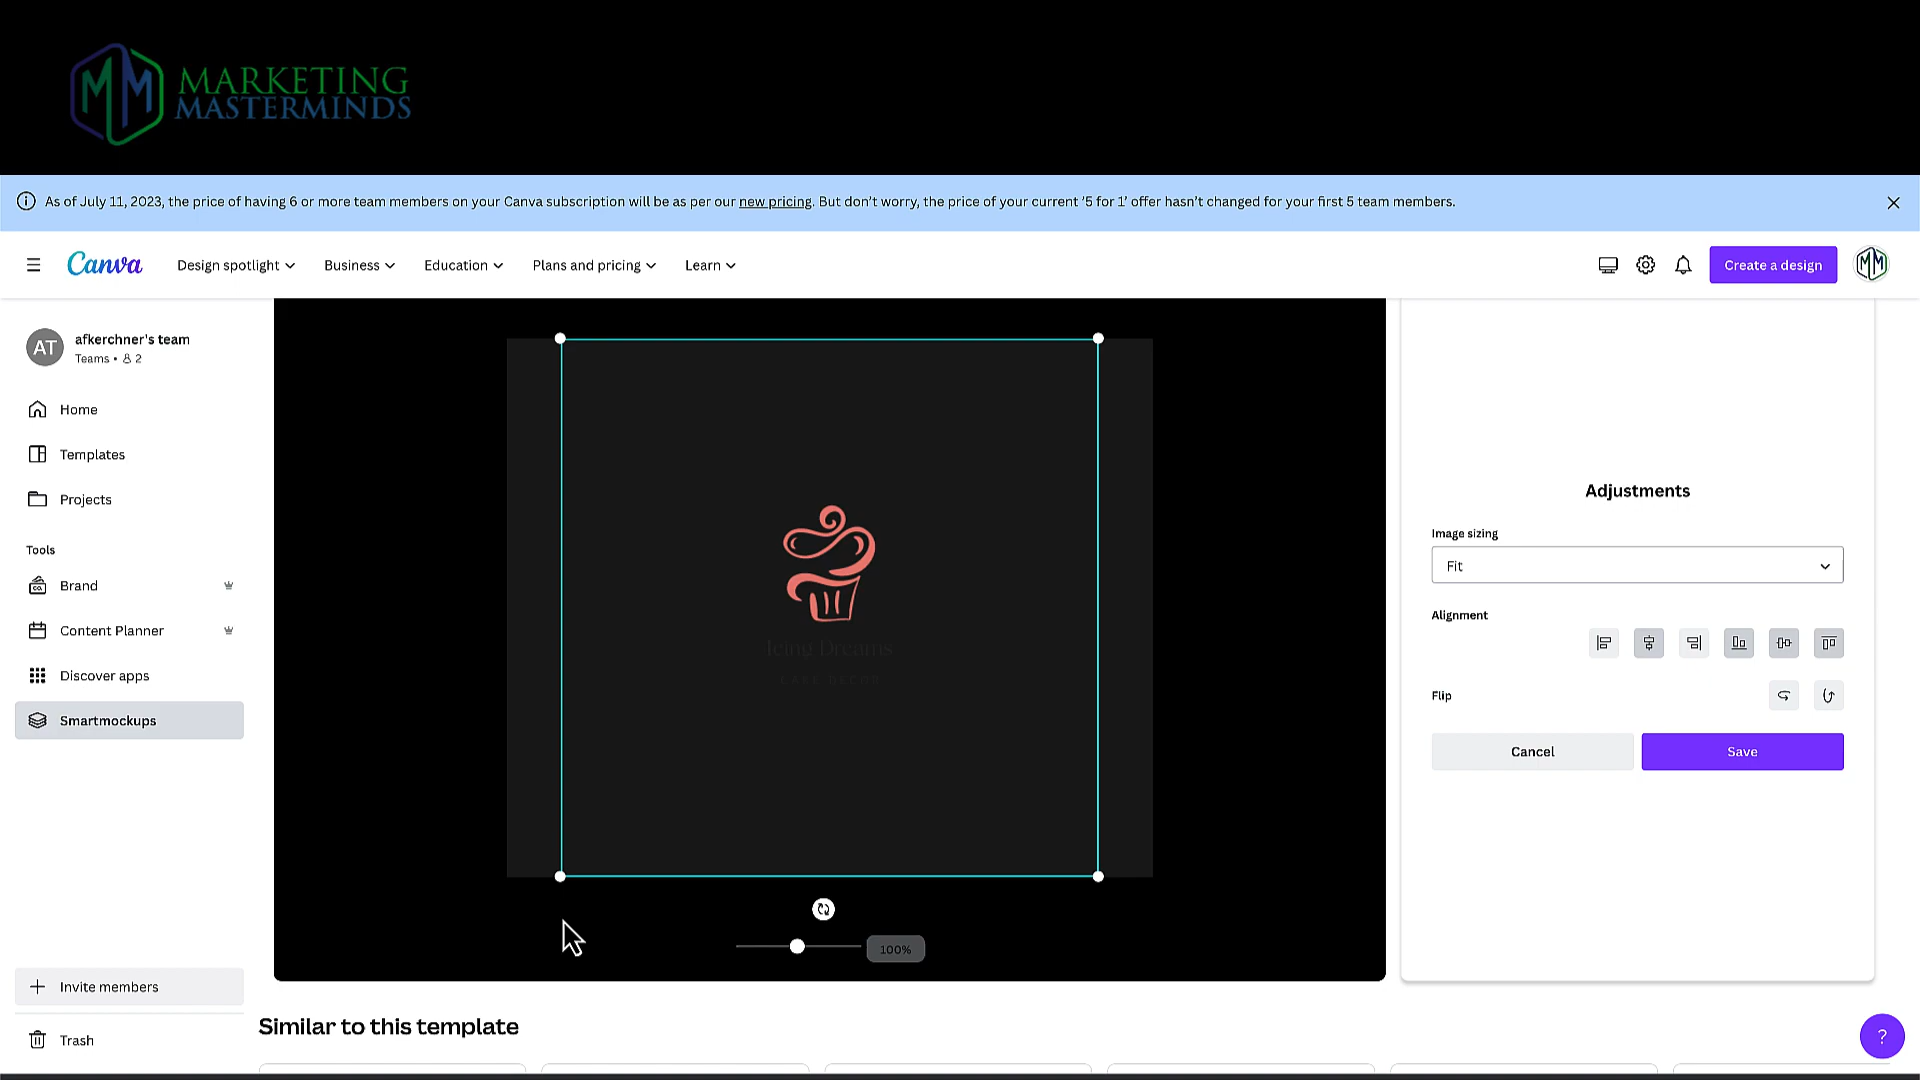 MARKETING
MASTERMINDS
As of July 11, 2023, the price of having 6 or more team members on your Canva subscription will be as per our new pricing. But don't worry, the price of your current '5 for 1' offer hasn't changed for your first 5 team members.
Canva
Design spotlight
Business
Education
Plans and pricing
Learn
Create a design
MM
AT
afkerchner's team
Teams • 2
Home
Templates
Projects
Tools
Brand
Content Planner
Discover apps
Smartmockups
Invite members
Trash
Icing Dreams
100%
Adjustments
Image sizing
Fit
Alignment
Flip
Cancel
Save
Similar to this template
?